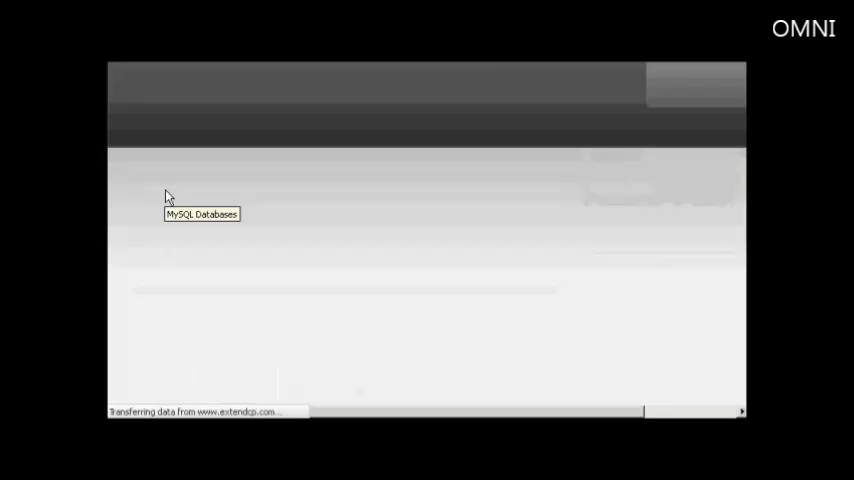 OMNI
MySQL Databases
Transferring data from www.extendcp.com...